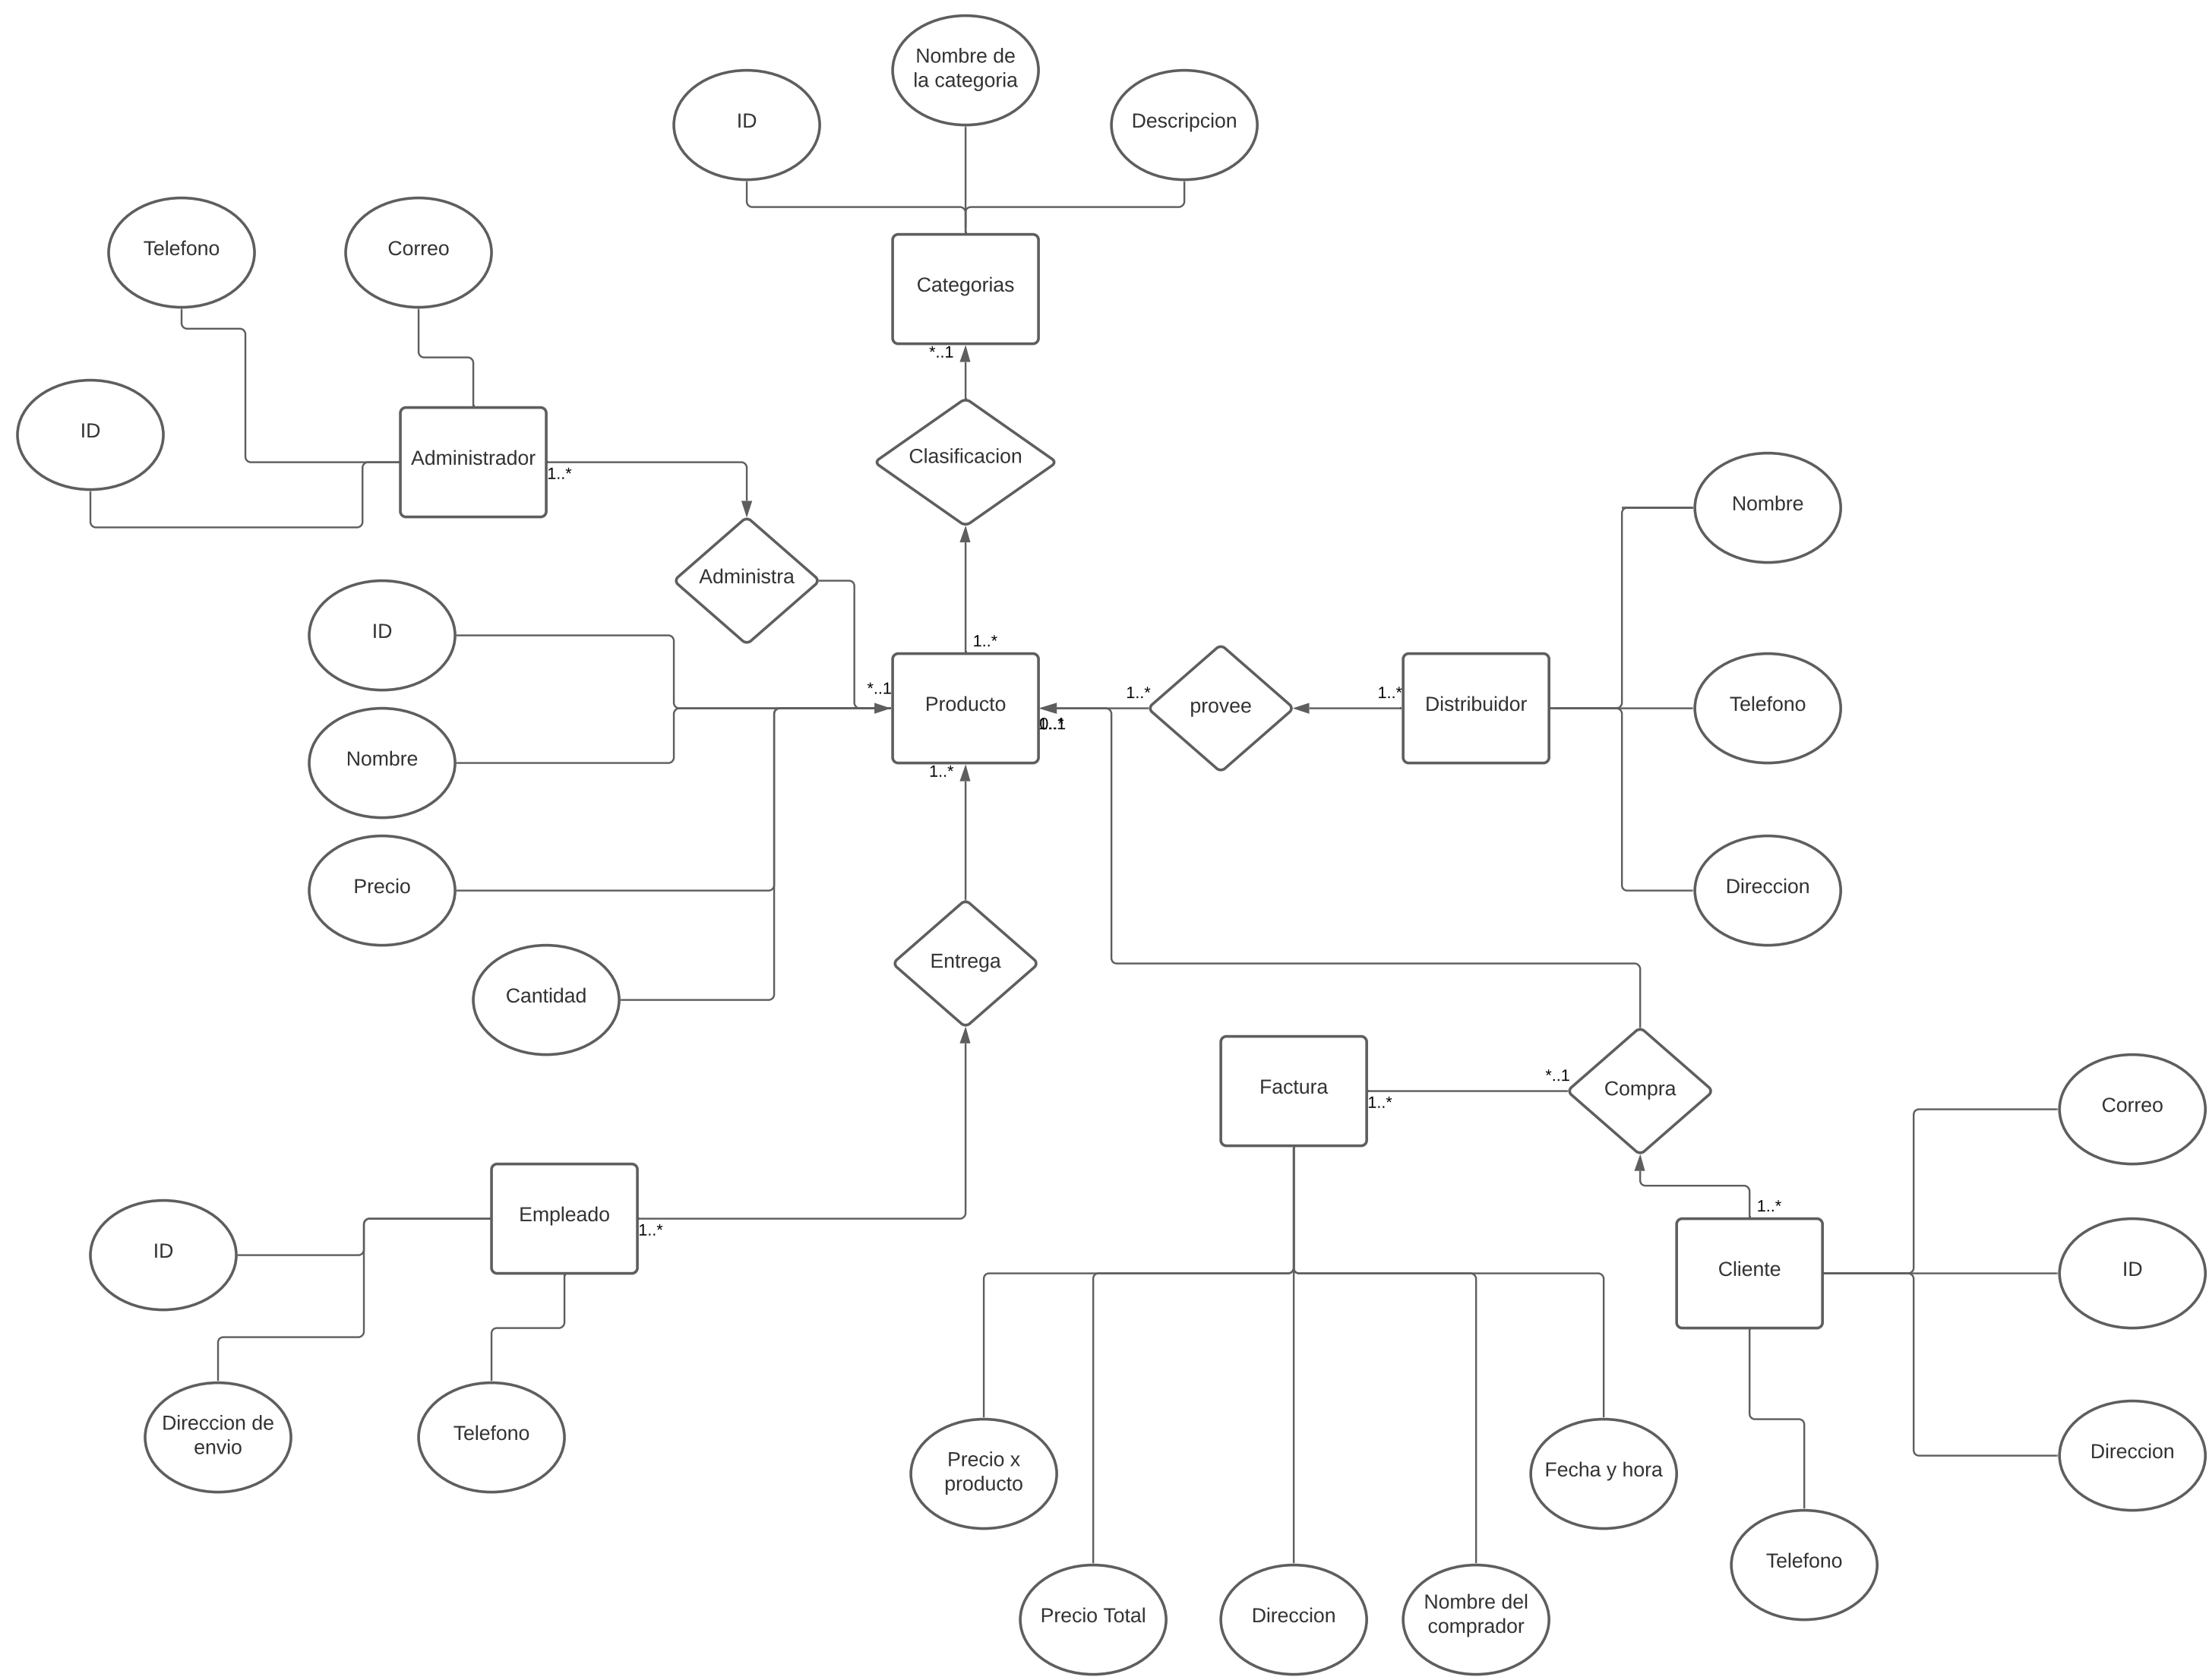 Nombre de
la categoria
ID
Descripcion
Telefono
Correo
Categorias
*..1
ID
Administrador
1..*
Clasificacion
Nombre
Administra
ID
1..*
*..1
Producto
1..*
provee
1..*
Distribuidor
Telefono
Nombre
1..*
Precio
Direccion
Entrega
Cantidad
Factura
*..1
1..*
Compra
Correo
Empleado
1..*
1..*
ID
Cliente
ID
Direccion de
envio
Telefono
Precio x
producto
Fecha y hora
Direccion
Telefono
Precio Total
Direccion
Nombre del
comprador